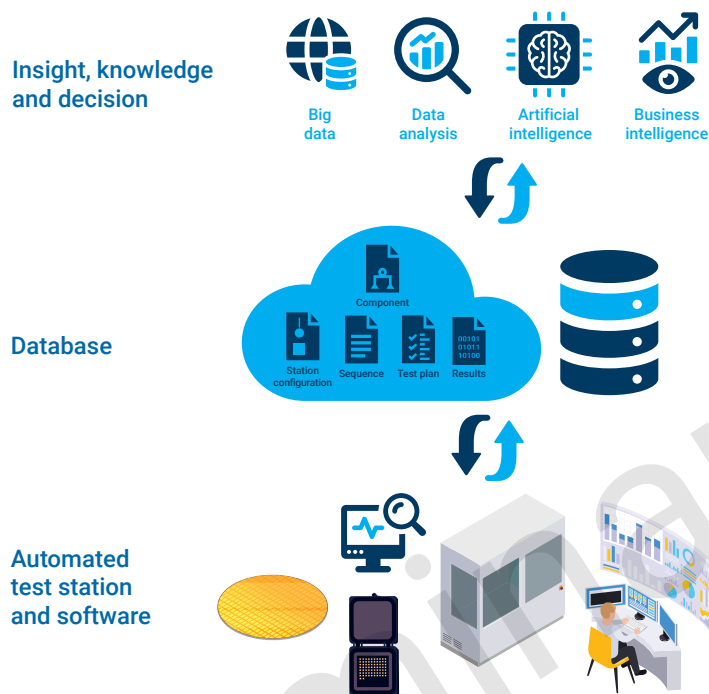 Insight, knowledge
and decision
Big
data
Data
analysis
Artificial
intelligence
Business
intelligence
Database
Component
Station
configuration
Sequence
Test plan
Results
00101
01011
10100
Automated
test station
and software